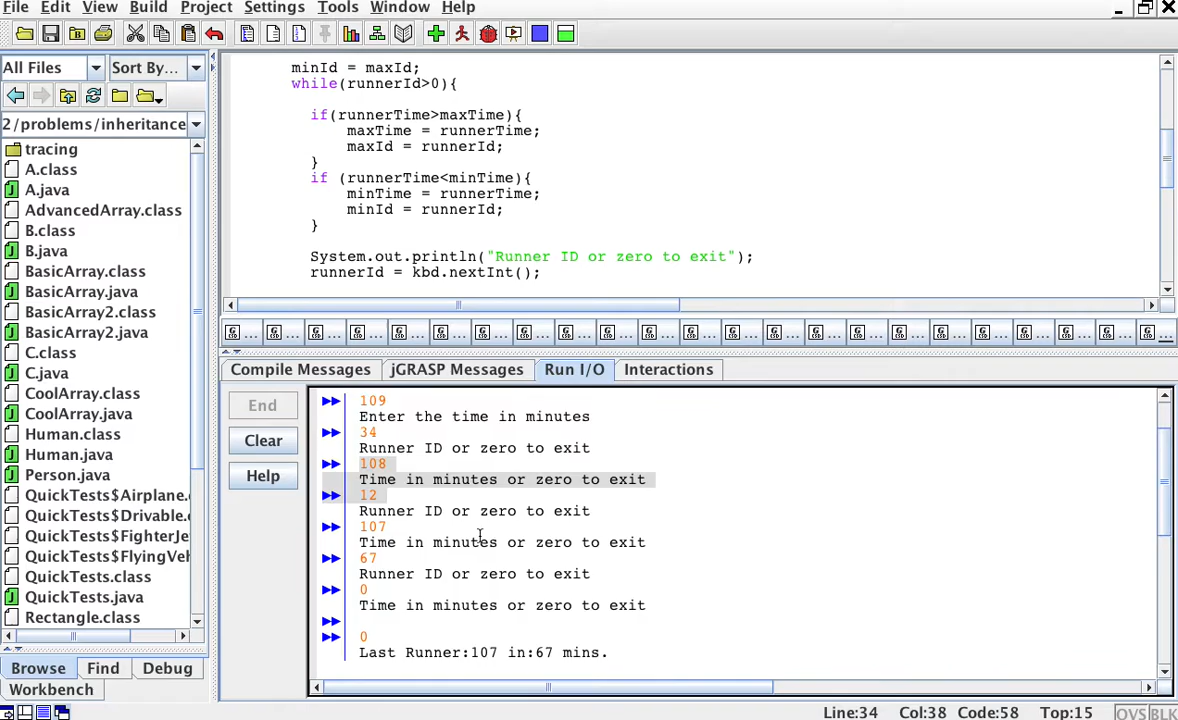 File Edit View Build Project Settings Tools Window Help
All Files Sort By...
2/problems/inheritance
tracing
A.class
A.java
AdvancedArray.class
B.class
B.java
BasicArray.class
BasicArray.java
BasicArray2.class
BasicArray2.java
C.class
C.java
CoolArray.class
CoolArray.java
Human.class
Human.java
Person.java
QuickTests$Airplane.
QuickTests$Drivable.
QuickTests$FighterJe
QuickTests$FlyingVeh
QuickTests.class
QuickTests.java
Rectangle.class
Browse Find Debug
Workbench
minId = maxId;
while(runnerId>0){
if(runnerTime>maxTime){
maxTime = runnerTime;
maxId = runnerId;
}
if (runnerTime<minTime){
minTime = runnerTime;
minId = runnerId;
}
System.out.println("Runner ID or zero to exit");
runnerId = kbd.nextInt();
Compile Messages jGRASP Messages Run I/O Interactions
End
Clear
Help
109
Enter the time in minutes
34
Runner ID or zero to exit
108
Time in minutes or zero to exit
12
Runner ID or zero to exit
107
Time in minutes or zero to exit
67
Runner ID or zero to exit
0
Time in minutes or zero to exit
0
Last Runner:107 in:67 mins.
Line:34 Col:38 Code:58 Top:15 OVS BLK